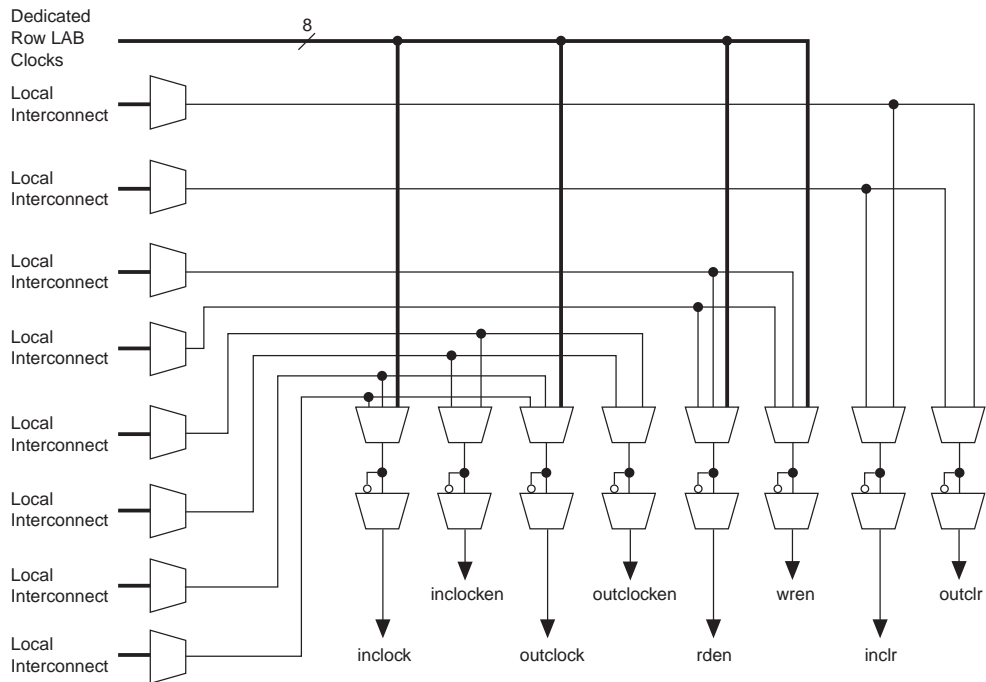 Dedicated
Row LAB
Clocks
8
Local
Interconnect
Local
Interconnect
Local
Interconnect
Local
Interconnect
Local
Interconnect
Local
Interconnect
Local
Interconnect
Local
Interconnect
inclocken
outclocken
wren
outclr
inclock
outclock
rden
inclr